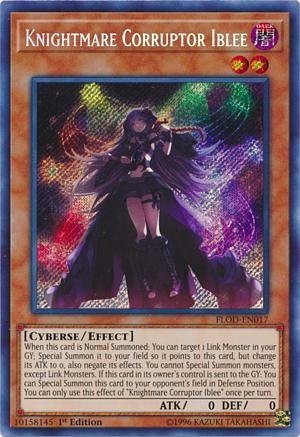 KNIGHTMARE CORRUPTOR IBLEE
DARK
FLOD-EN017
[CYBERSE/EFFECT]
When this card is Normal Summoned: You can target 1 Link Monster in your
GY; Special Summon it to your field so it points to this card, but change
its ATK to 0, also negate its effects. You cannot Special Summon monsters,
except Link Monsters. If this card in its owner's control is sent to the GY: You can
Special Summon this card to your opponent's field in Defense Position.
You can only use this effect of "Knightmare Corruptor Iblee" once per turn.
ATK/ 0 DEF/ 0
10158145 1st Edition ©1996 KAZUKI TAKAHASHI